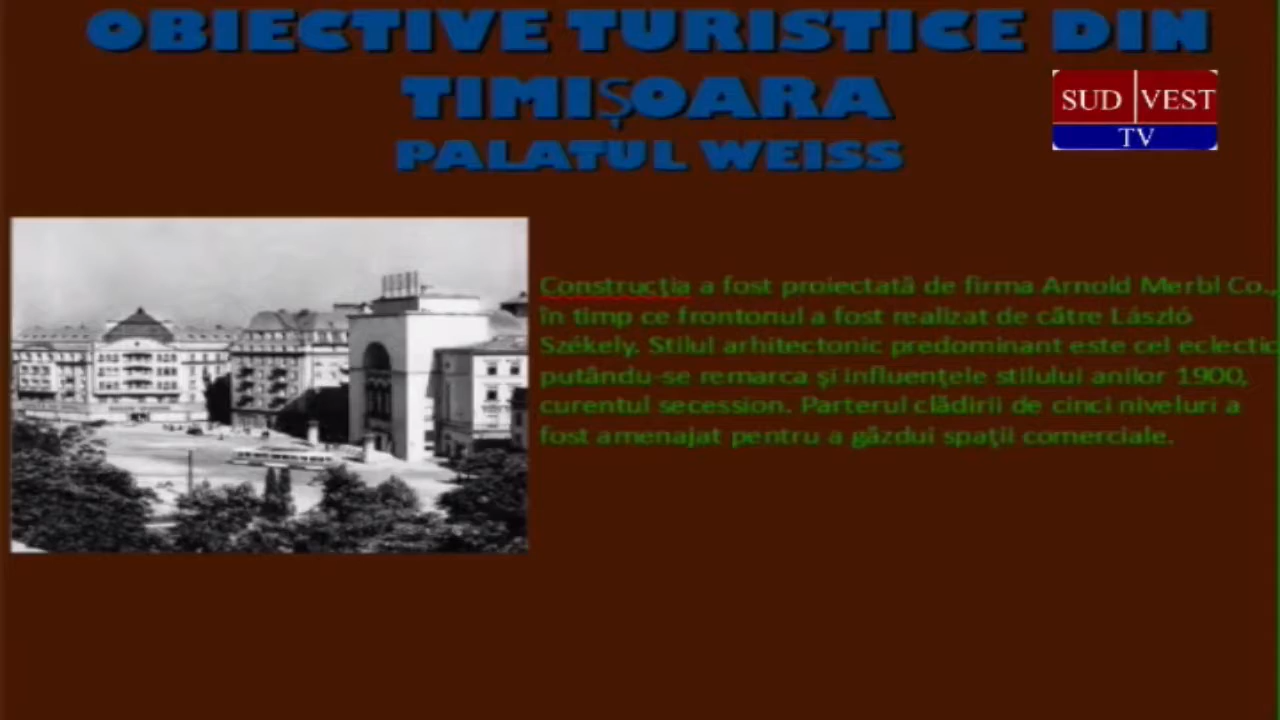 OBIECTIVE TURISTICE DIN
TIMIȘOARA
PALATUL WEISS
SUD VEST
TV
Construcţia a fost proiectată de firma Arnold Merbl Co.,
în timp ce frontonul a fost realizat de către László
Székely. Stilul arhitectonic predominant este cel eclectic
putându-se remarca şi influenţele stilului anilor 1900,
curentul secession. Parterul clădirii de cinci niveluri a
fost amenajat pentru a găzdui spaţii comerciale.